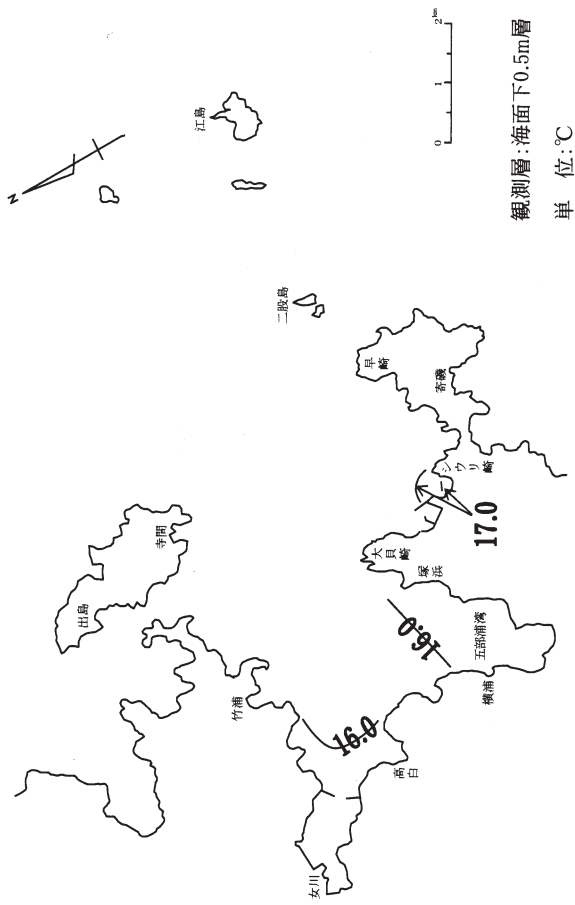 N
江島
0 1 2km
二股島
早崎
寄磯
シウリ崎
寺間
出島
17.0
大貝崎
塚浜
16.0
五部浦湾
横浦
竹浦
16.0
高白
女川
観測層:海面下0.5m層
単 位:℃